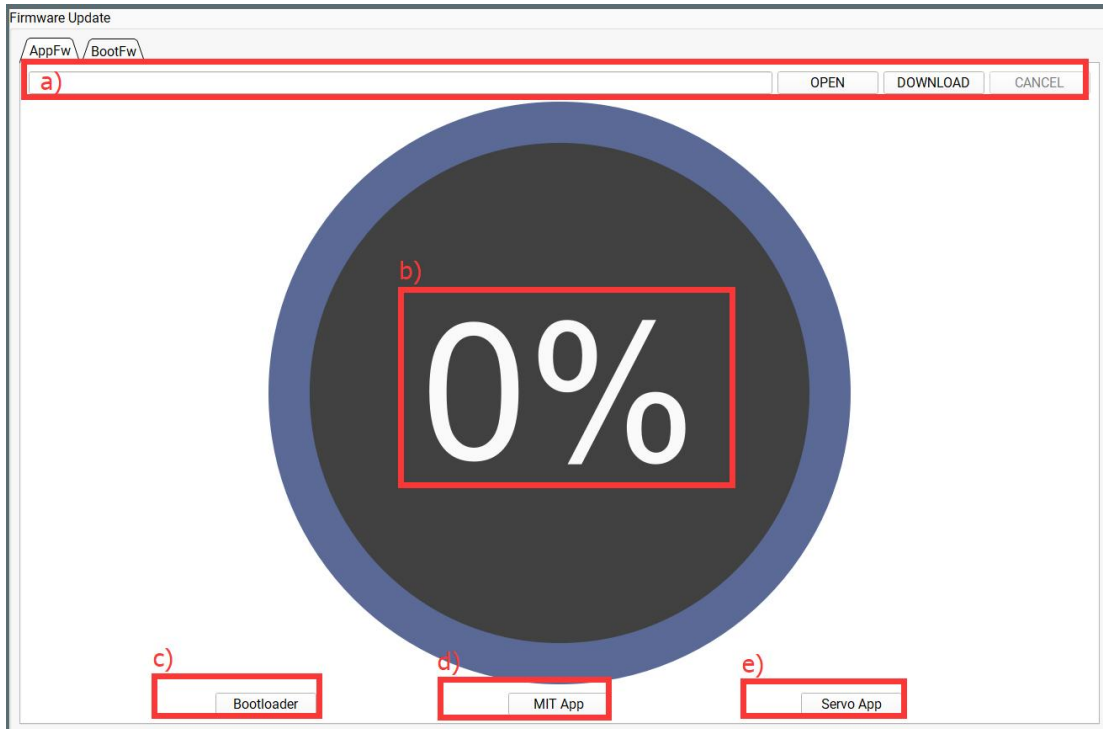 Firmware Update
AppFw BootFw
a) OPEN DOWNLOAD CANCEL
b)
0%
c) d) e)
Bootloader MIT App Servo App